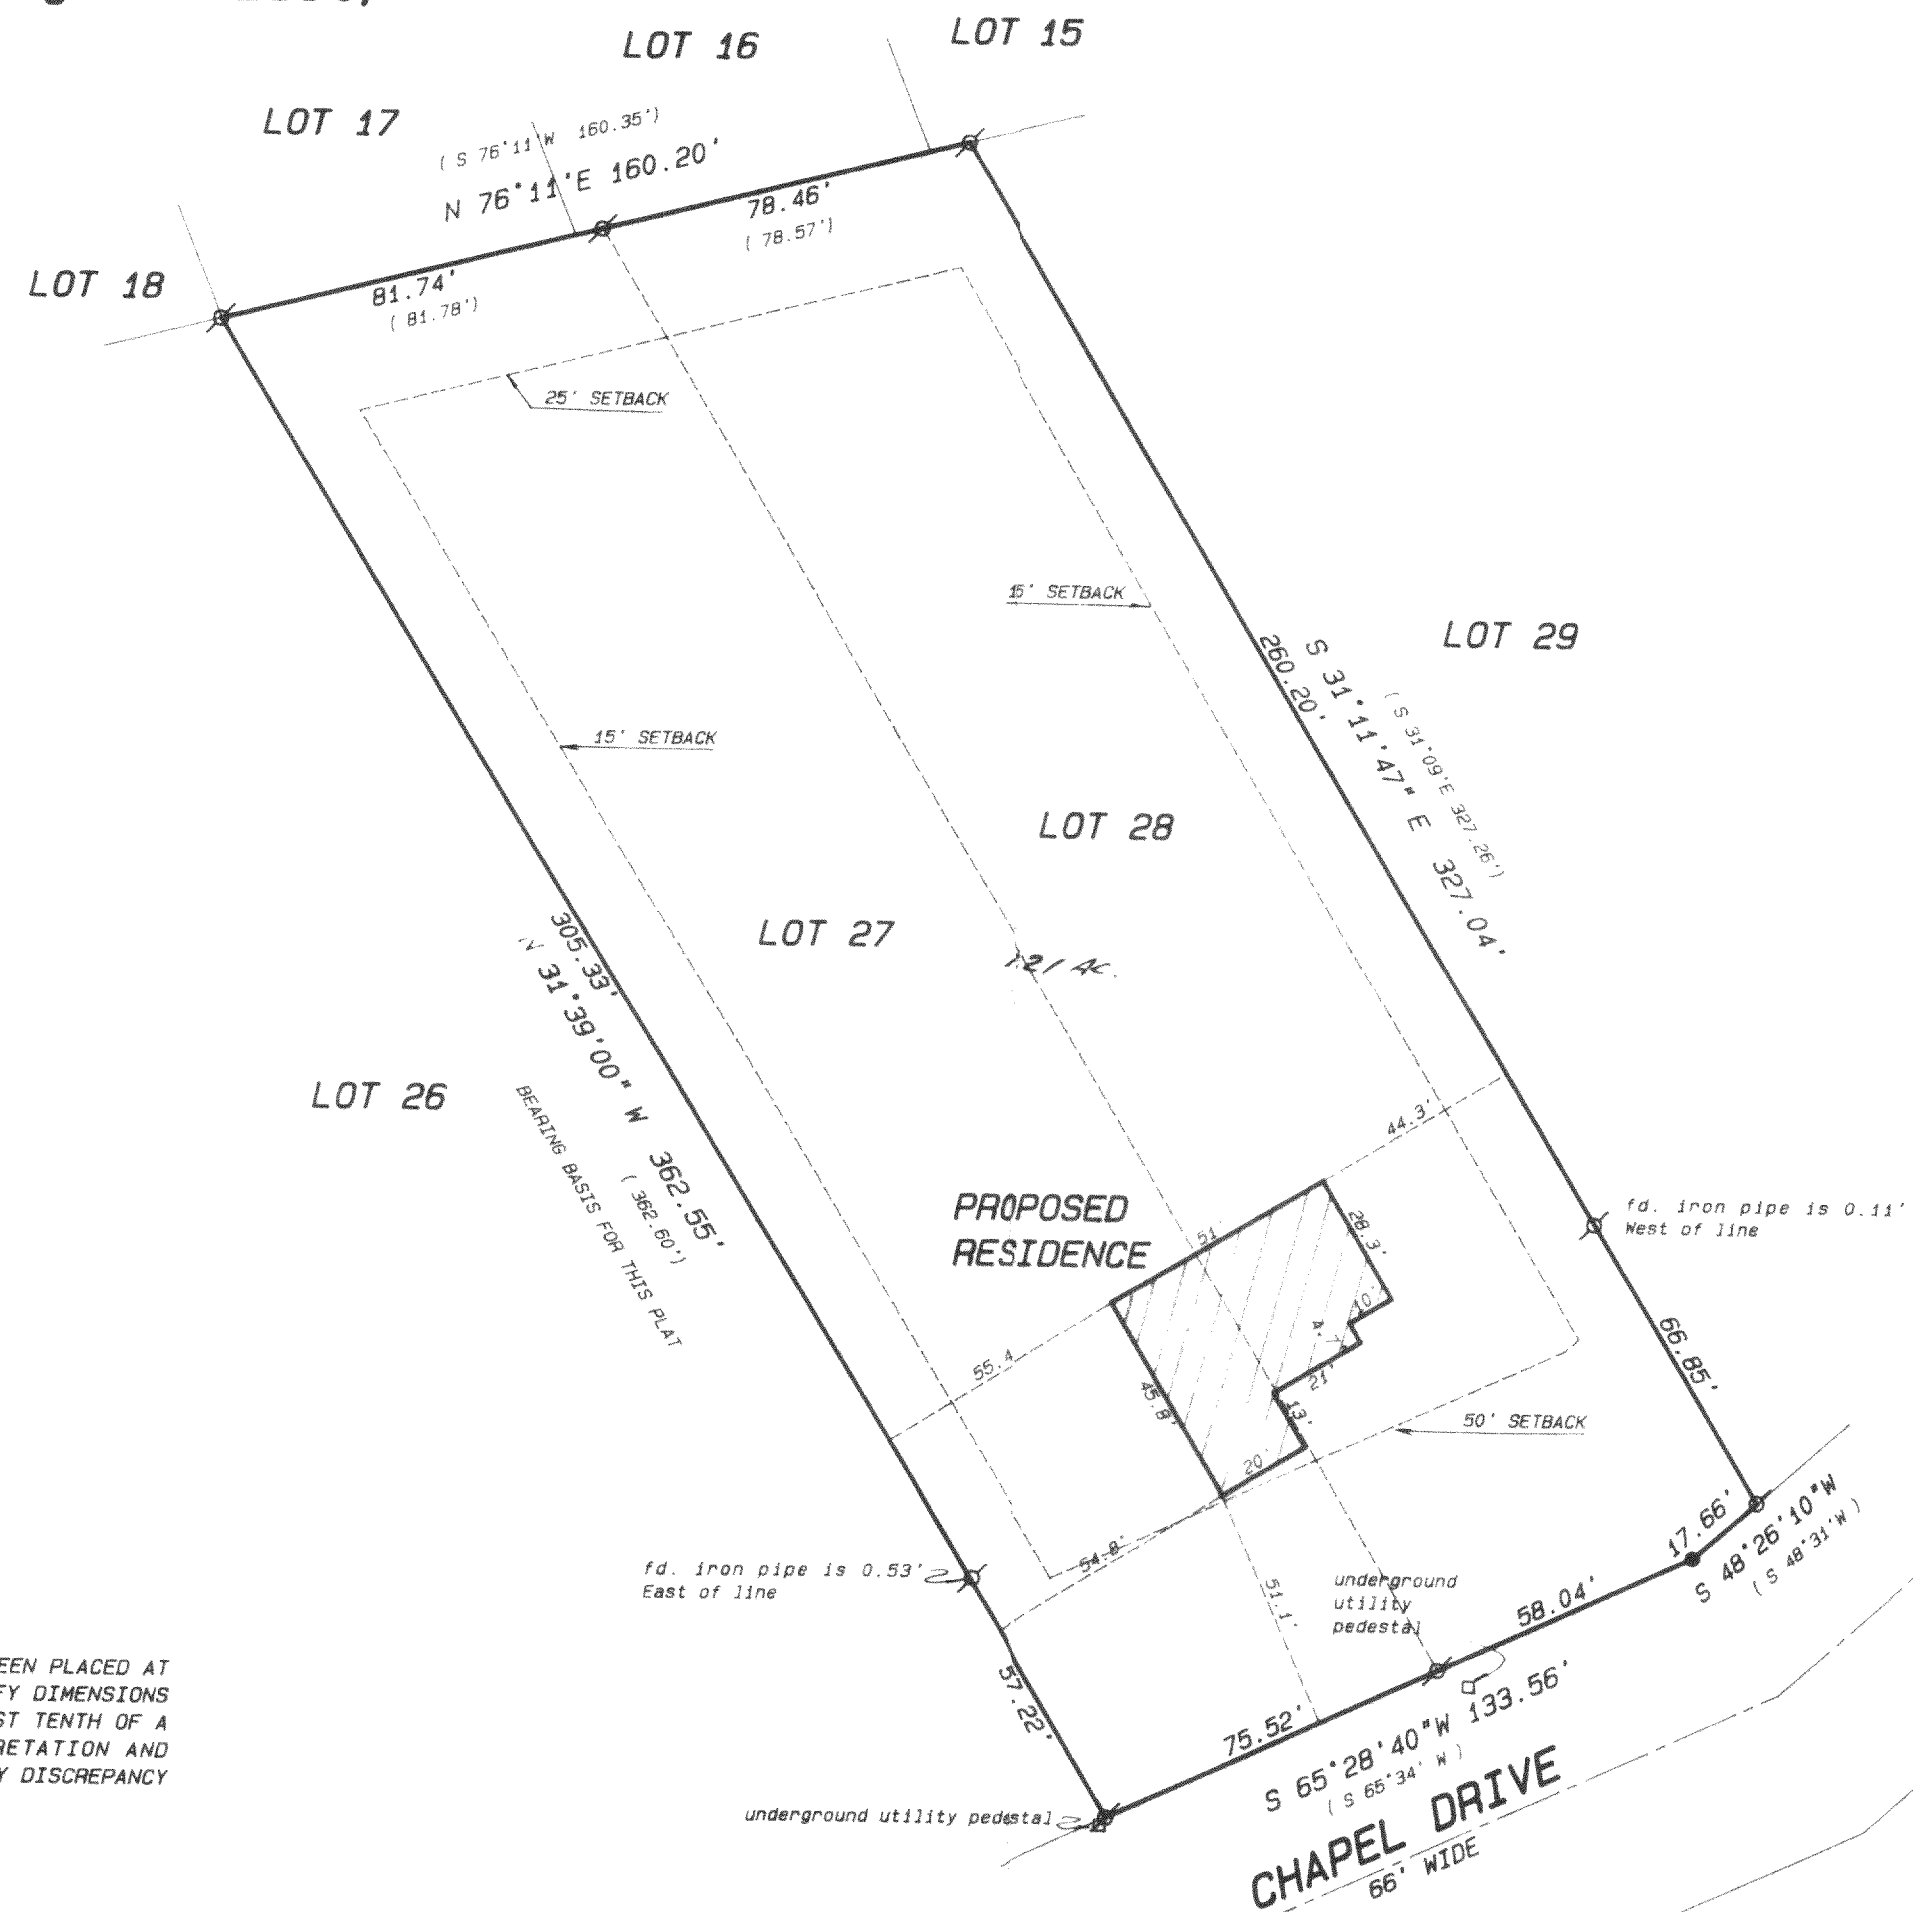 LOT 15
LOT 16
LOT 17
( S 76°11'W 160.35')
N 76°11'E 160.20'
78.46'
( 78.57')
LOT 18
81.74'
( 81.78')
25' SETBACK
15' SETBACK
LOT 29
260.20'
S 31°11'47" E 327.04'
( S 31°09'E 327.26')
15' SETBACK
LOT 28
LOT 27
305.33'
N 31°39'00" W 362.55'
( 362.60')
BEARING BASIS FOR THIS PLAT
LOT 26
44.3'
PROPOSED
RESIDENCE
51'
28.3'
10'
4.7'
21'
13'
20'
45.8'
55.4
fd. iron pipe is 0.11'
West of line
66.85'
50' SETBACK
54.8'
51.1'
fd. iron pipe is 0.53'
East of line
underground
utility
pedestal
17.66'
S 48°26'10"W
( S 48°31'W )
58.04'
57.22'
75.52'
S 65°28'40"W 133.56'
( S 65°34' W )
EEN PLACED AT
FY DIMENSIONS
ST TENTH OF A
RETATION AND
Y DISCREPANCY
underground utility pedestal
CHAPEL DRIVE
66' WIDE